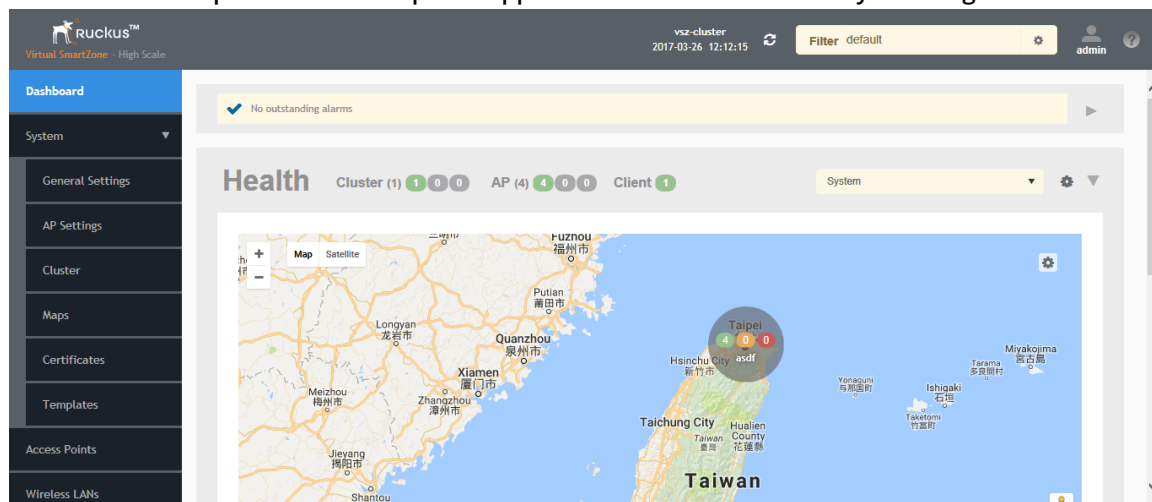 Ruckus™
Virtual SmartZone - High Scale
vsz-cluster
2017-03-26 12:12:15
Filter default
admin
?
Dashboard
System
General Settings
AP Settings
Cluster
Maps
Certificates
Templates
Access Points
Wireless LANs
No outstanding alarms
Health Cluster (1) 1 0 0 AP (4) 4 0 0 Client 1
System
+
−
Map Satellite
Fuzhou
福州市
Putian
莆田市
Longyan
龙岩市
Quanzhou
泉州市
Xiamen
厦门市
Meizhou
梅州市
Zhangzhou
漳州市
Jieyang
揭阳市
Shantou
Taipei
4 0 0
asdf
Hsinchu City
新竹市
Taichung City
Hualien
County
花蓮縣
Taiwan
臺灣
Taiwan
Yonaguni
与那国町
Ishigaki
石垣
Taketomi
竹富町
Tarama
多良間村
Miyakojima
宮古島